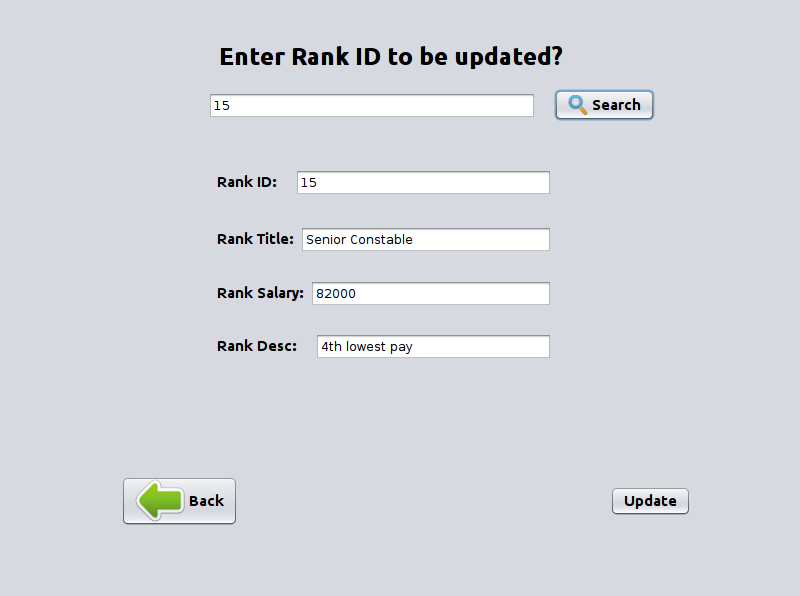 Enter Rank ID to be updated?
15
Search
Rank ID: 15
Rank Title: Senior Constable
Rank Salary: 82000
Rank Desc: 4th lowest pay
Back
Update